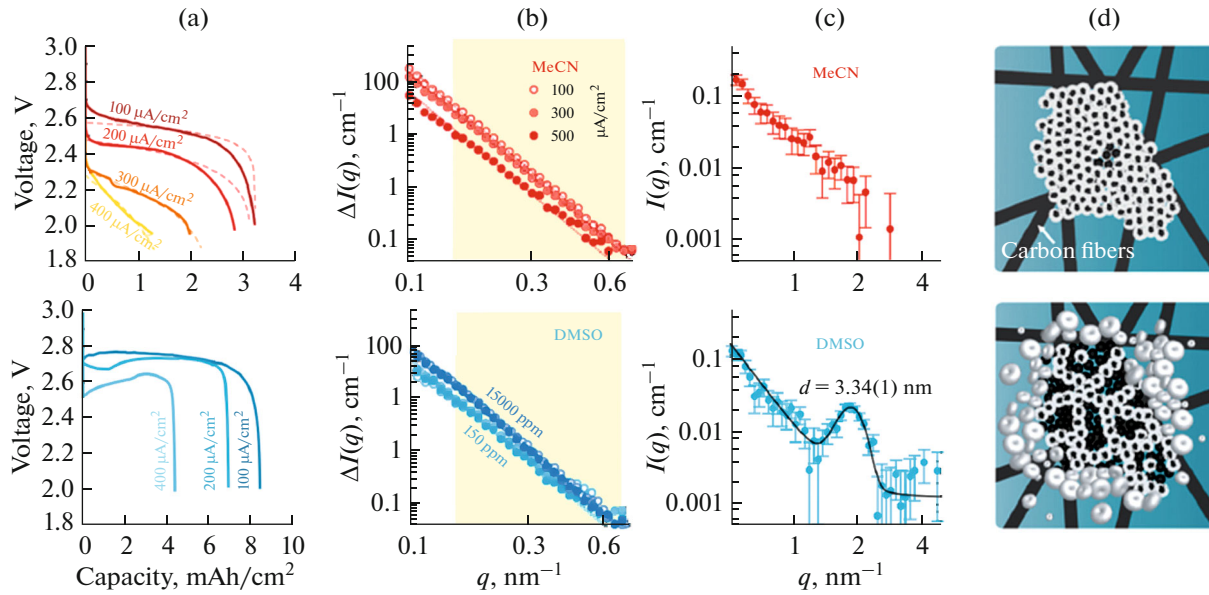 (a)
(b)
(c)
(d)
Voltage, V
3.0
2.8
2.6
2.4
2.2
2.0
1.8
100 μA/cm²
200 μA/cm²
300 μA/cm²
400 μA/cm²
0
1
2
3
4
ΔI(q), cm⁻¹
100
1
1
0.1
MeCN
100
300
500
μA/cm²
0.1
0.3
0.6
I(q), cm⁻¹
0.1
0.01
0.001
MeCN
1
2
4
Carbon fibers
Voltage, V
3.0
2.8
2.6
2.4
2.2
2.0
1.8
400 μA/cm²
200 μA/cm²
100 μA/cm²
0
2
4
6
8
10
Capacity, mAh/cm²
ΔI(q), cm⁻¹
100
1
1
0.1
DMSO
15000 ppm
150 ppm
0.1
0.3
0.6
q, nm⁻¹
I(q), cm⁻¹
0.1
0.01
0.001
DMSO
d = 3.34(1) nm
1
2
4
q, nm⁻¹